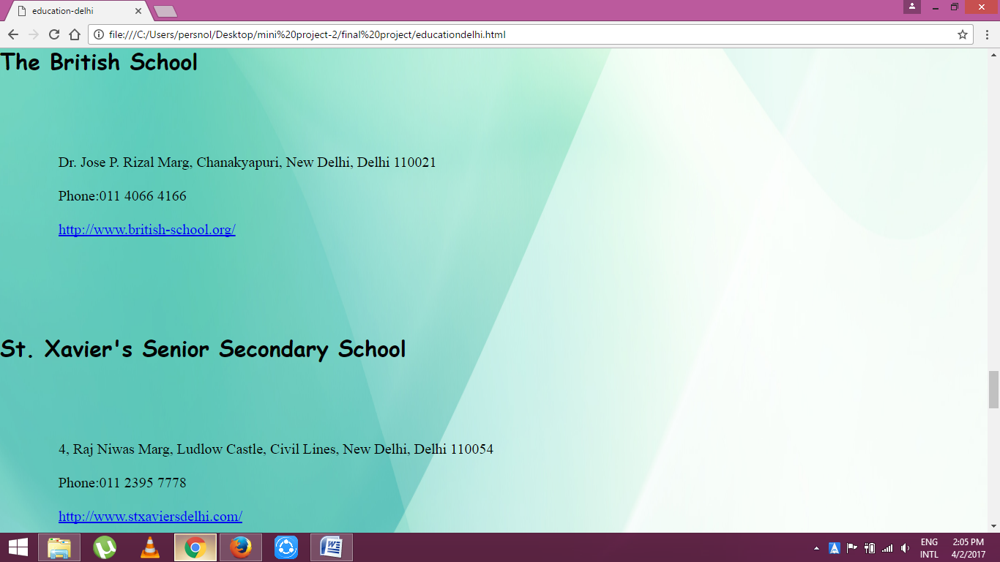 education-delhi
file:///C:/Users/persnol/Desktop/mini%20project-2/final%20project/educationdelhi.html
The British School
Dr. Jose P. Rizal Marg, Chanakyapuri, New Delhi, Delhi 110021
Phone:011 4066 4166
http://www.british-school.org/
St. Xavier's Senior Secondary School
4, Raj Niwas Marg, Ludlow Castle, Civil Lines, New Delhi, Delhi 110054
Phone:011 2395 7778
http://www.stxaviersdelhi.com/
ENG 2:05 PM
INTL 4/2/2017